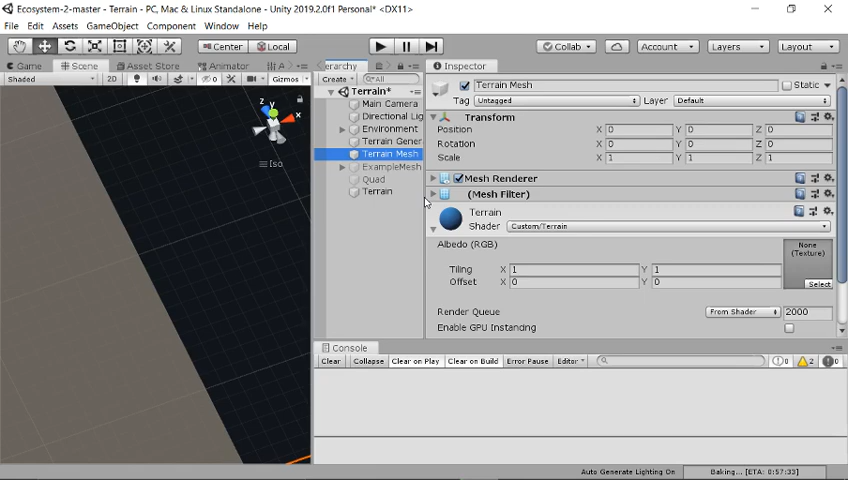 Ecosystem-2-master - Terrain - PC, Mac & Linux Standalone - Unity 2019.2.0f1 Personal* <DX11>
File Edit Assets GameObject Component Window Help
Center Local Collab Account Layers Layout
Game Scene Asset Store Animator A
Shaded 2D 0 Gizmos
z y x
Iso
erarchy
Create All
Terrain*
Main Camera
Directional Lig
Environment
Terrain Gener
Terrain Mesh
ExampleMesh
Quad
Terrain
Inspector
Terrain Mesh Static
Tag Untagged Layer Default
Transform
Position X 0 Y 0 Z 0
Rotation X 0 Y 0 Z 0
Scale X 1 Y 1 Z 1
Mesh Renderer
(Mesh Filter)
Terrain
Shader Custom/Terrain
Albedo (RGB)
None
(Texture)
Select
Tiling X 1 Y 1
Offset X 0 Y 0
Render Queue From Shader 2000
Enable GPU Instancing
Console
Clear Collapse Clear on Play Clear on Build Error Pause Editor 0 2 0
Auto Generate Lighting On Baking... [ETA: 0:57:33]